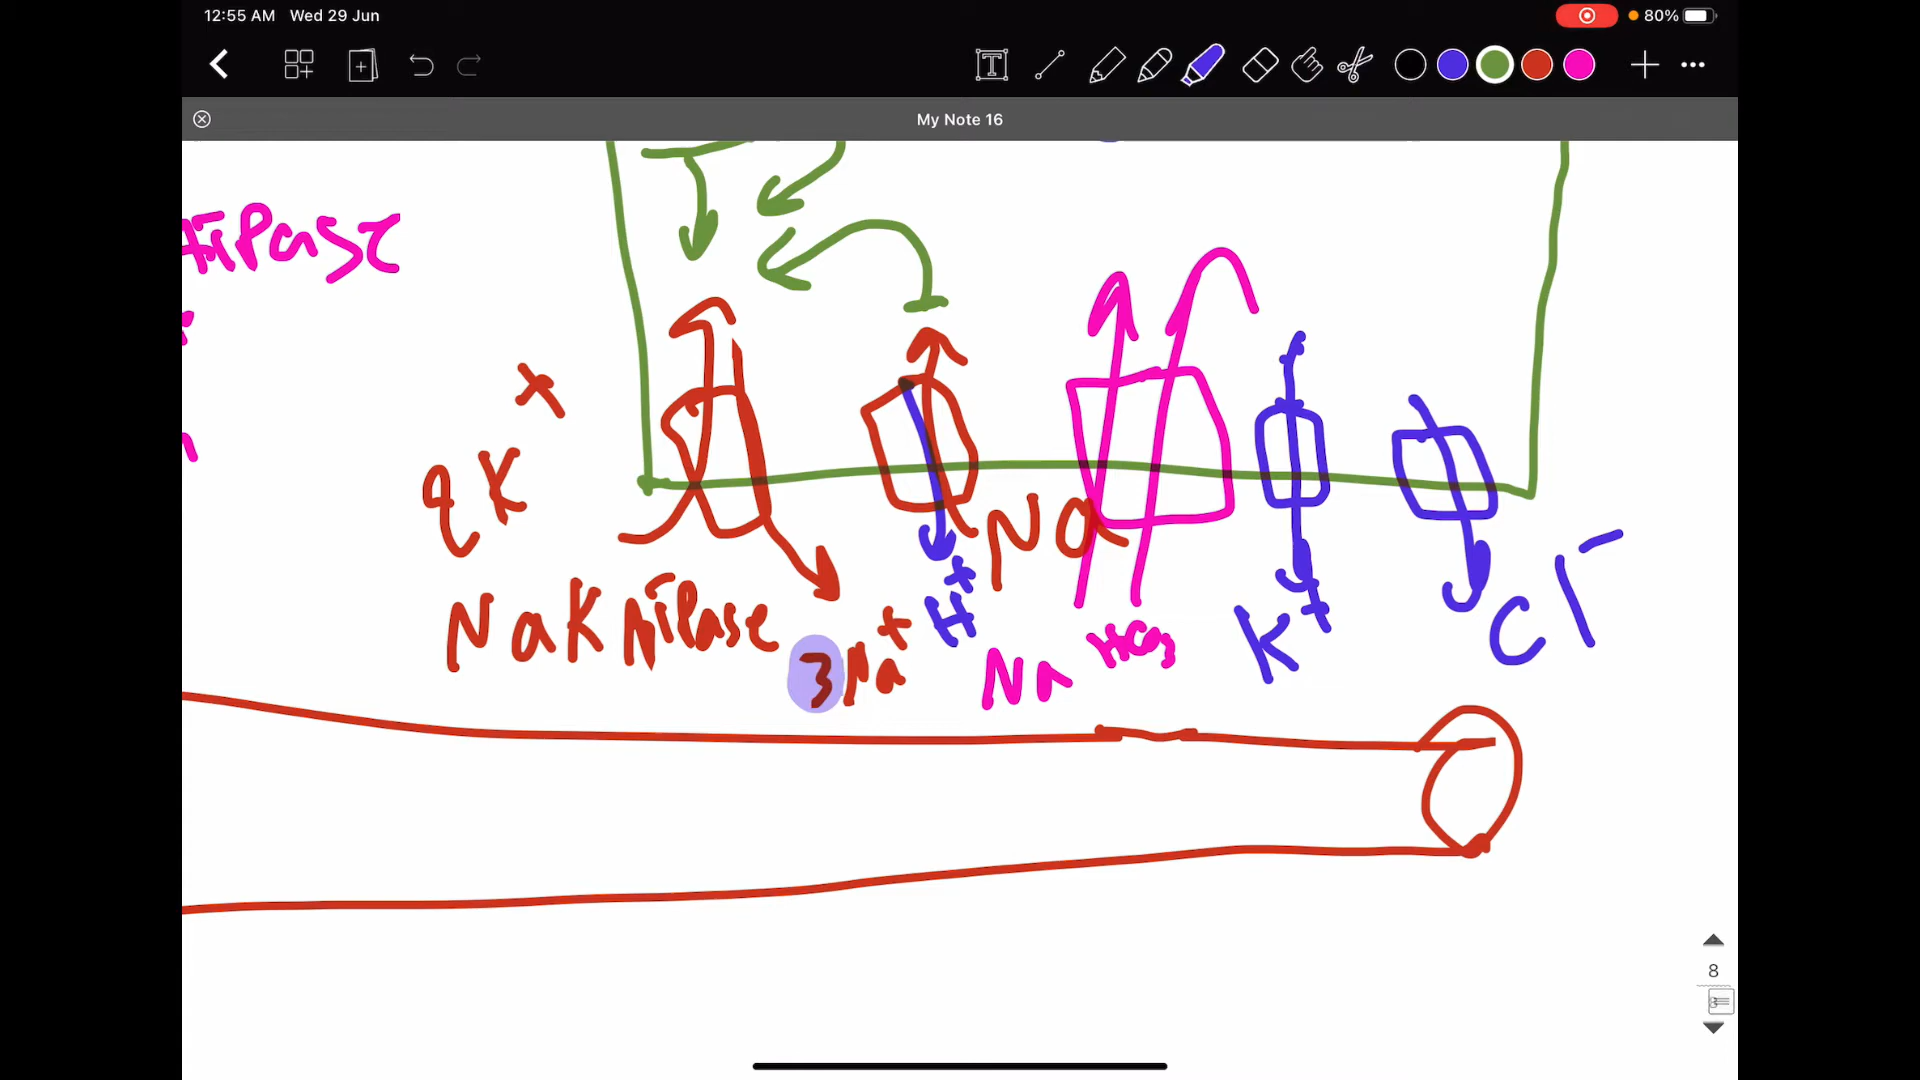 12:55 AM Wed 29 Jun
80%
My Note 16
ATPase
2K+
Na
NaK ATPase
3Na+
H+
Na HCO3
K+
Cl-
8